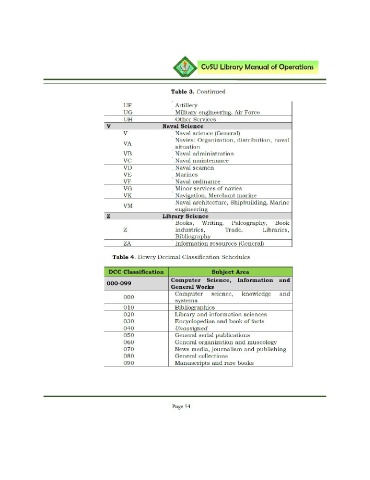 CvSU Library Manual of Operations
Table 3. Continued
UF Artillery
UG Military engineering. Air Force
UH Other Services
V Naval Science
V Naval science (General)
VA Navies: Organization, distribution, naval
situation
VB Naval administration
VC Naval maintenance
VD Naval seamen
VE Marines
VF Naval ordnance
VG Minor services of navies
VK Navigation. Merchant marine
VM Naval architecture, Shipbuilding, Marine
engineering
Z Library Science
Z Books, Writing, Paleography, Book
industries, Trade, Libraries,
Bibliography
ZA Information resources (General)
Table 4. Dewey Decimal Classification Schedules
DCC Classification Subject Area
000-099 Computer Science, Information and
General Works
000 Computer science, knowledge and
systems
010 Bibliographies
020 Library and information sciences
030 Encyclopedias and book of facts
040 Unassigned
050 General serial publications
060 General organization and museology
070 News media, journalism and publishing
080 General collections
090 Manuscripts and rare books
Page 14